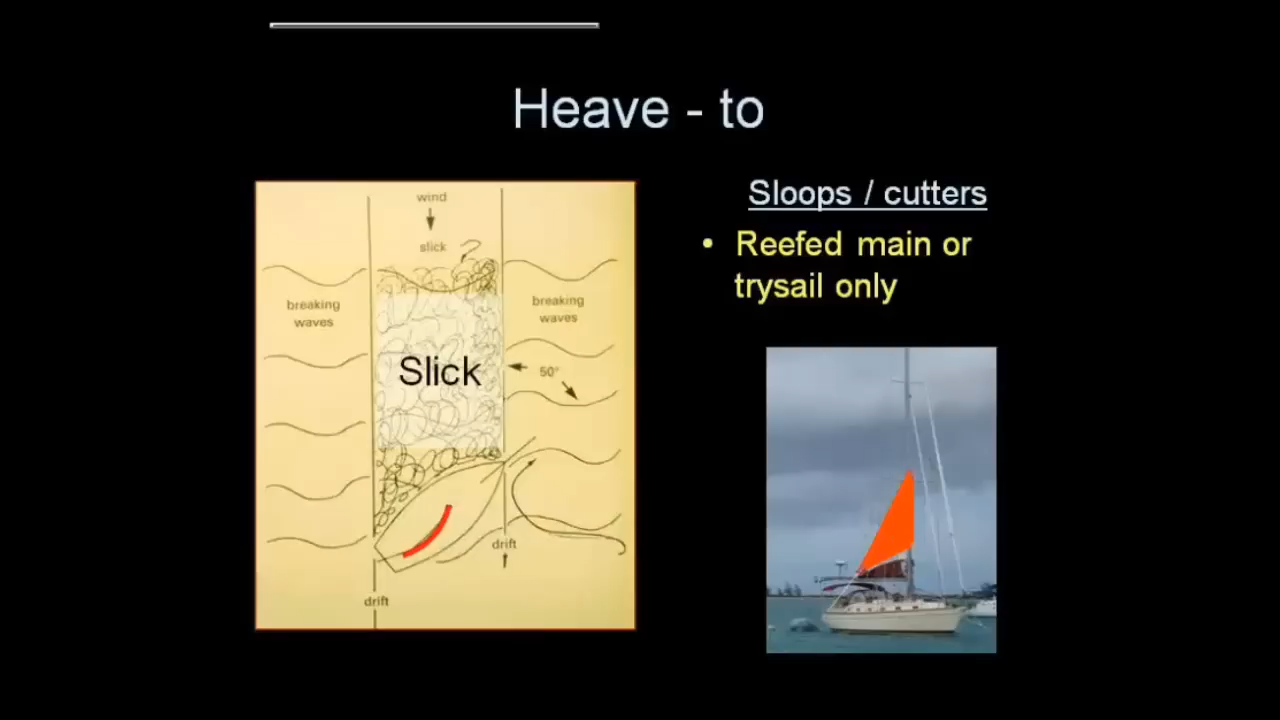 Heave - to
wind
slick
breaking
waves
breaking
waves
Slick
50°
drift
drift
Sloops / cutters
• Reefed main or
trysail only